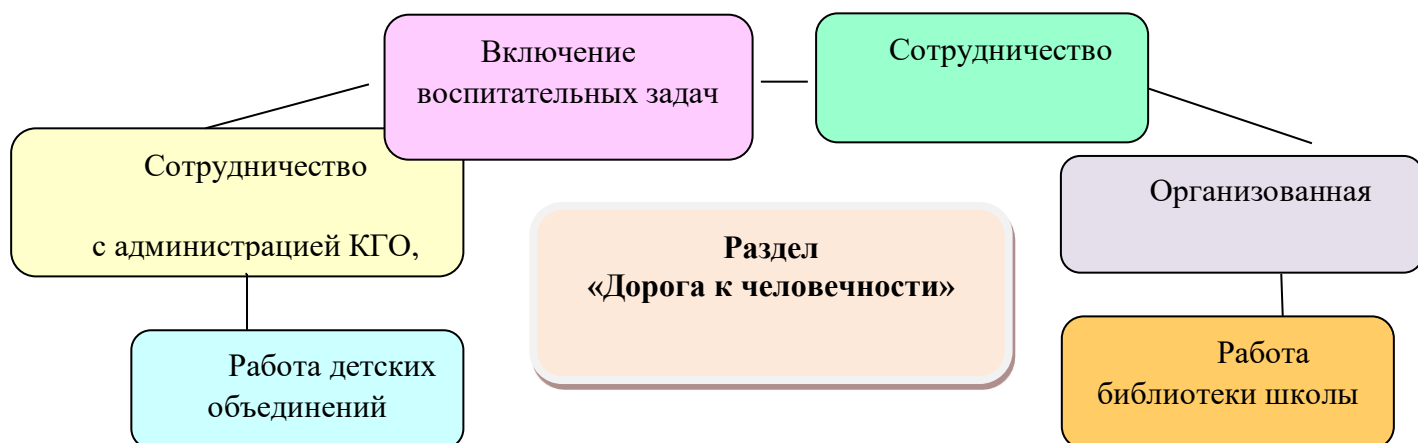 Включение
воспитательных задач
Сотрудничество
Сотрудничество
с администрацией КГО,
Организованная
Раздел
«Дорога к человечности»
Работа детских
объединений
Работа
библиотеки школы